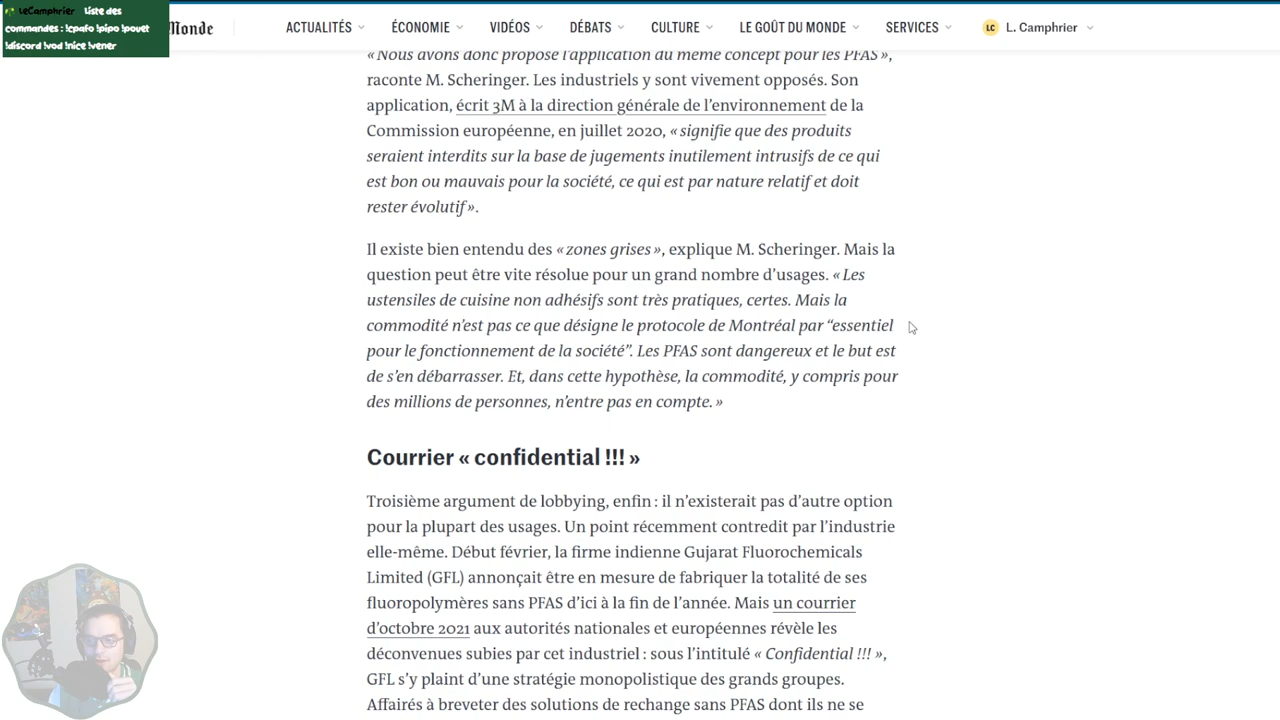 LeCamphrier Liste des
commandes : !cpafo !pipo !pouet
!discord !vod !nice !vener
Monde
ACTUALITÉS
ÉCONOMIE
VIDÉOS
DÉBATS
CULTURE
LE GOÛT DU MONDE
SERVICES
LC L. Camphrier
« Nous avons donc proposé l’application du même concept pour les PFAS »,
raconte M. Scheringer. Les industriels y sont vivement opposés. Son
application, écrit 3M à la direction générale de l’environnement de la
Commission européenne, en juillet 2020, « signifie que des produits
seraient interdits sur la base de jugements inutilement intrusifs de ce qui
est bon ou mauvais pour la société, ce qui est par nature relatif et doit
rester évolutif ».
Il existe bien entendu des « zones grises », explique M. Scheringer. Mais la
question peut être vite résolue pour un grand nombre d’usages. « Les
ustensiles de cuisine non adhésifs sont très pratiques, certes. Mais la
commodité n’est pas ce que désigne le protocole de Montréal par “essentiel
pour le fonctionnement de la société”. Les PFAS sont dangereux et le but est
de s’en débarrasser. Et, dans cette hypothèse, la commodité, y compris pour
des millions de personnes, n’entre pas en compte. »
Courrier « confidential !!! »
Troisième argument de lobbying, enfin : il n’existerait pas d’autre option
pour la plupart des usages. Un point récemment contredit par l’industrie
elle-même. Début février, la firme indienne Gujarat Fluorochemicals
Limited (GFL) annonçait être en mesure de fabriquer la totalité de ses
fluoropolymères sans PFAS d’ici à la fin de l’année. Mais un courrier
d’octobre 2021 aux autorités nationales et européennes révèle les
déconvenues subies par cet industriel : sous l’intitulé « Confidential !!! »,
GFL s’y plaint d’une stratégie monopolistique des grands groupes.
Affairés à breveter des solutions de rechange sans PFAS dont ils ne se